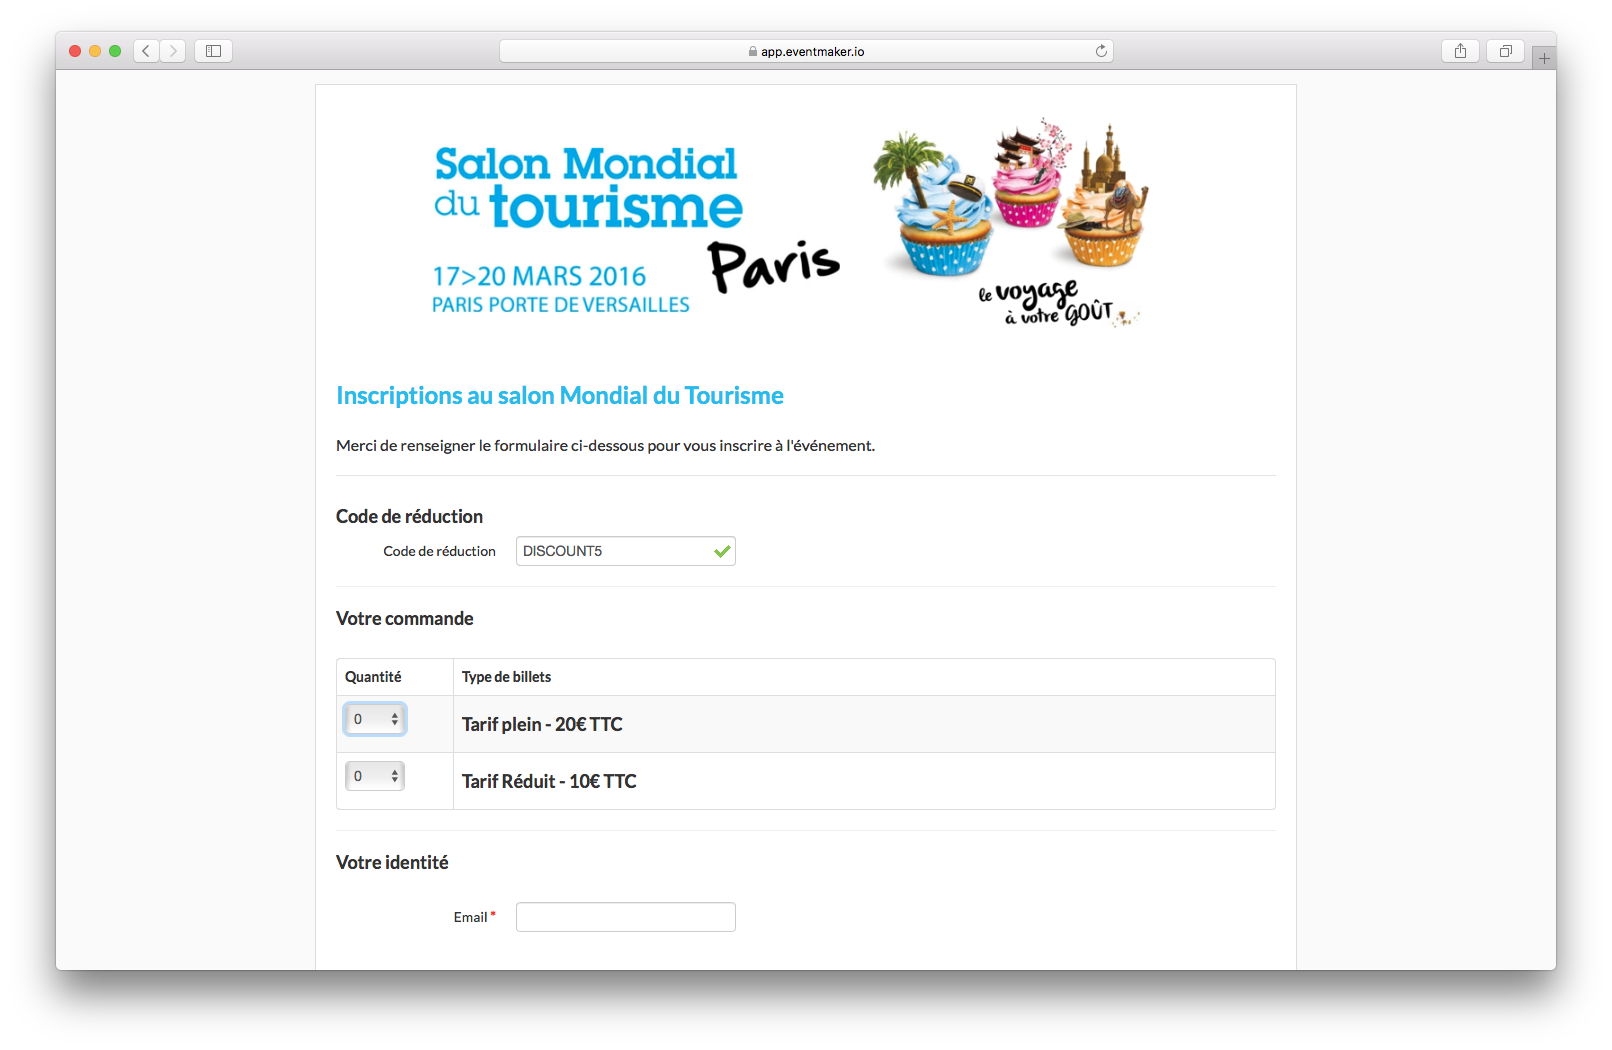 app.eventmaker.io
Salon Mondial
du tourisme
Paris
17>20 MARS 2016
PARIS PORTE DE VERSAILLES
le voyage
à votre GOÛT...
Inscriptions au salon Mondial du Tourisme
Merci de renseigner le formulaire ci-dessous pour vous inscrire à l'événement.
Code de réduction
Code de réduction DISCOUNT5
Votre commande
Quantité Type de billets
0 Tarif plein - 20€ TTC
0 Tarif Réduit - 10€ TTC
Votre identité
Email *